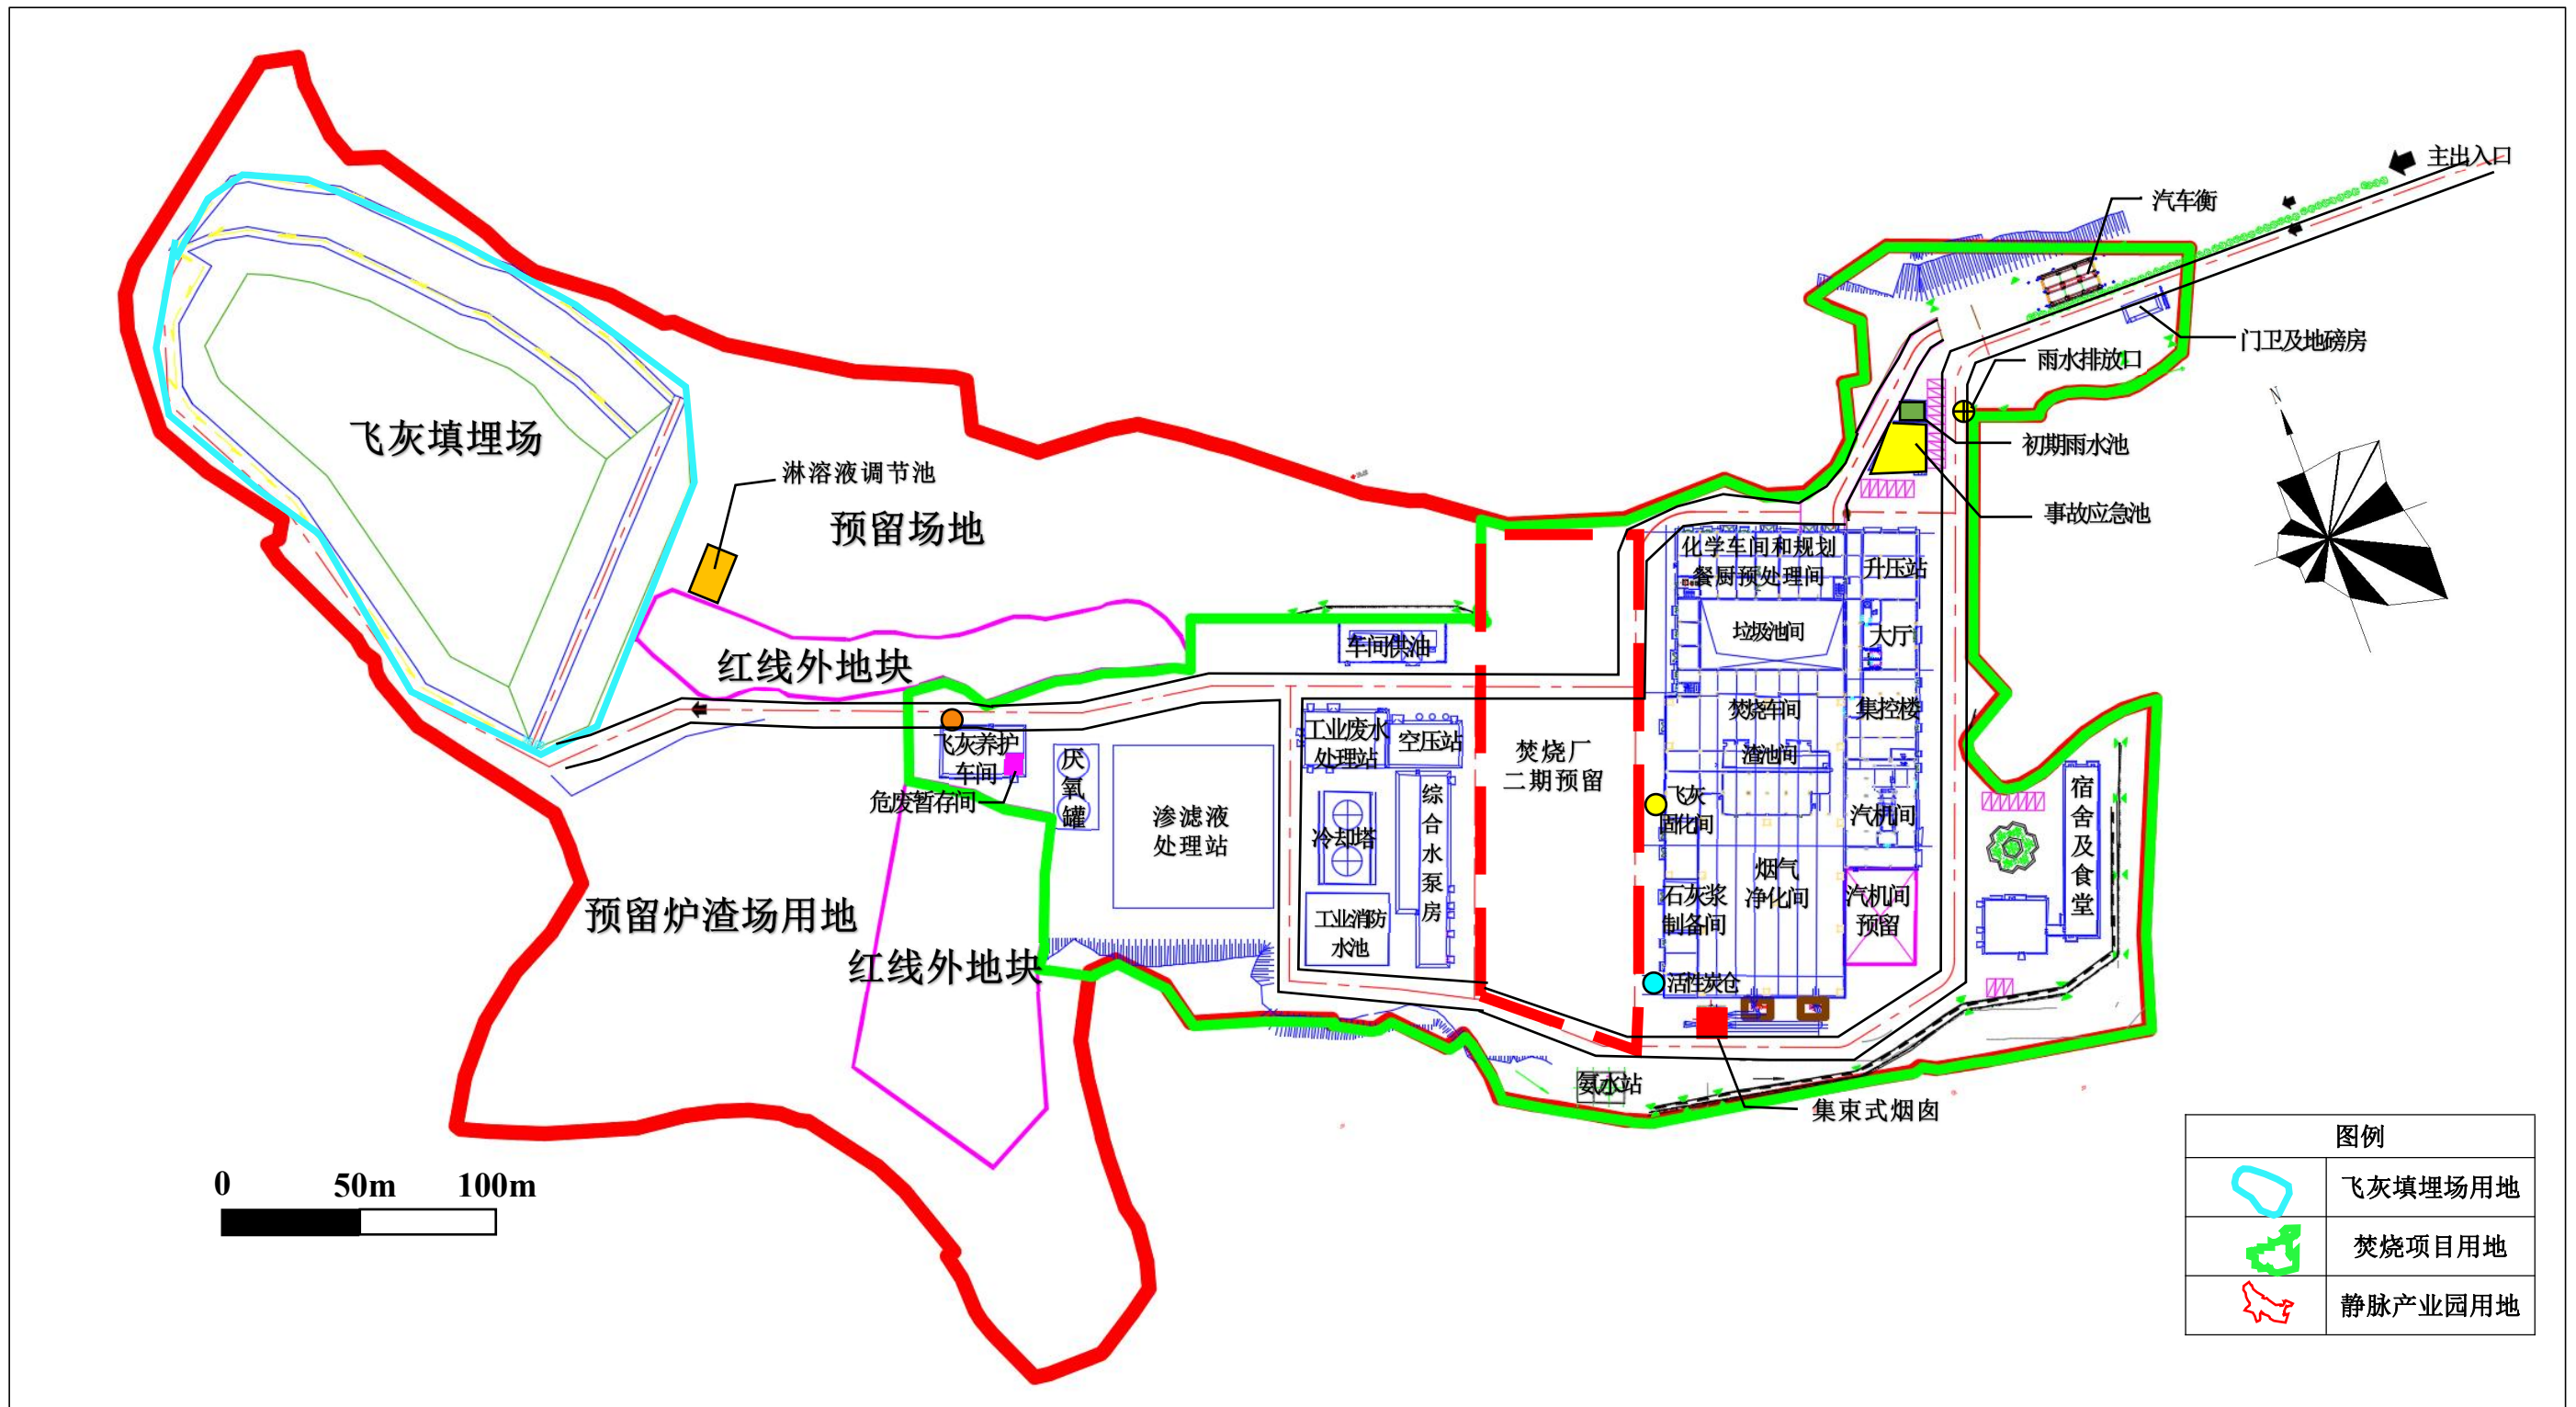 主出入口
汽车衡
门卫及地磅房
雨水排放口
N
初期雨水池
事故应急池
飞灰填埋场
淋溶液调节池
预留场地
化学车间和规划
餐厨预处理间
升压站
垃圾池间
大厅
车间供油
红线外地块
焚烧车间
集控楼
工业废水
处理站
空压站
飞灰养护
车间
渣池间
焚烧厂
二期预留
厌氧罐
危废暂存间
飞灰
固化间
渗滤液
处理站
冷却塔
综合水泵房
汽机间
宿舍及食堂
烟气
净化间
石灰浆
制备间
汽机间
预留
预留炉渣场用地
工业消防
水池
红线外地块
活性炭仓
氨水站
集束式烟囱
0 50m 100m
图例
飞灰填埋场用地
焚烧项目用地
静脉产业园用地